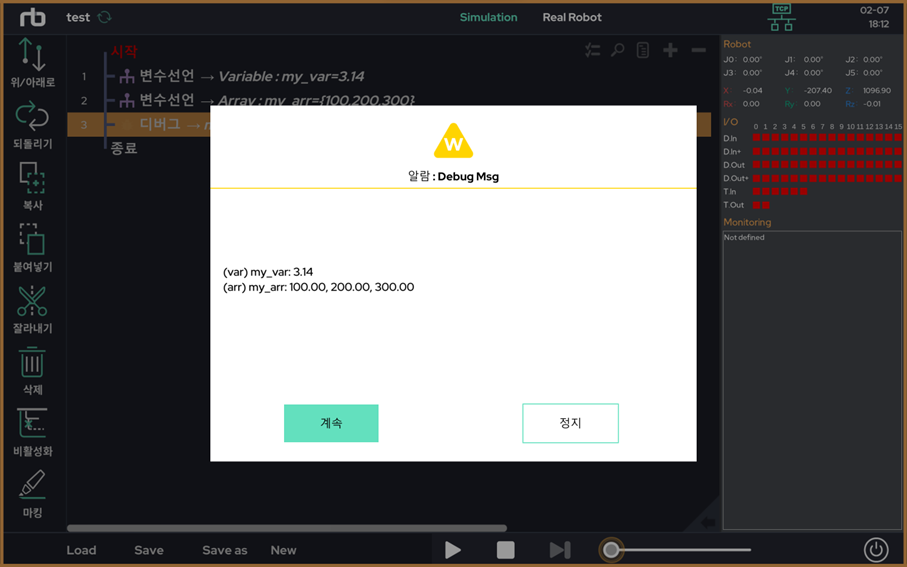 rb
test
Simulation
Real Robot
TCP
02-07
18:12
위/아래로
되돌리기
복사
붙여넣기
잘라내기
삭제
비활성화
마킹
시작
1 변수선언 → Variable : my_var=3.14
2 변수선언 → Array : my_arr={100,200,300}
3 디버그 →
종료
W
알람 : Debug Msg
(var) my_var: 3.14
(arr) my_arr: 100.00, 200.00, 300.00
계속
정지
Robot
J0: 0.00° J1: 0.00° J2: 0.00°
J3: 0.00° J4: 0.00° J5: 0.00°
X: -0.04 Y: -207.40 Z: 1096.90
Rx: 0.00 Ry: 0.00 Rz: -0.01
I/O
0 1 2 3 4 5 6 7 8 9 10 11 12 13 14 15
D.In
D.In+
D.Out
D.Out+
T.In
T.Out
Monitoring
Not defined
Load
Save
Save as
New